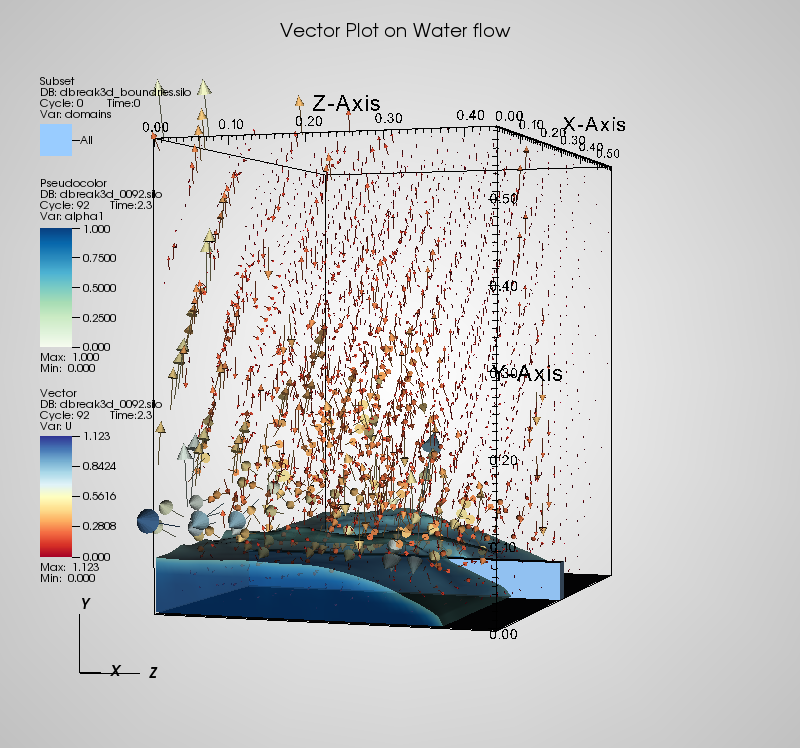 Vector Plot on Water flow
Subset
DB: dbreak3d_boundries.silo
Cycle: 0 Time:0
Var: domains
All
Pseudocolor
DB: dbreak3d_0092.silo
Cycle: 92 Time:2.3
Var: alpha1
1.000
0.7500
0.5000
0.2500
0.000
Max: 1.000
Min: 0.000
Vector
DB: dbreak3d_0092.silo
Cycle: 92 Time:2.3
Var: U
1.123
0.8424
0.5616
0.2808
0.000
Max: 1.123
Min: 0.000
Z-Axis
0.00
0.10
0.20
0.30
0.40
X-Axis
0.00
0.10
0.20
0.30
0.40
0.50
Y-Axis
0.50
0.40
0.30
0.20
0.10
0.00
Y
X
Z